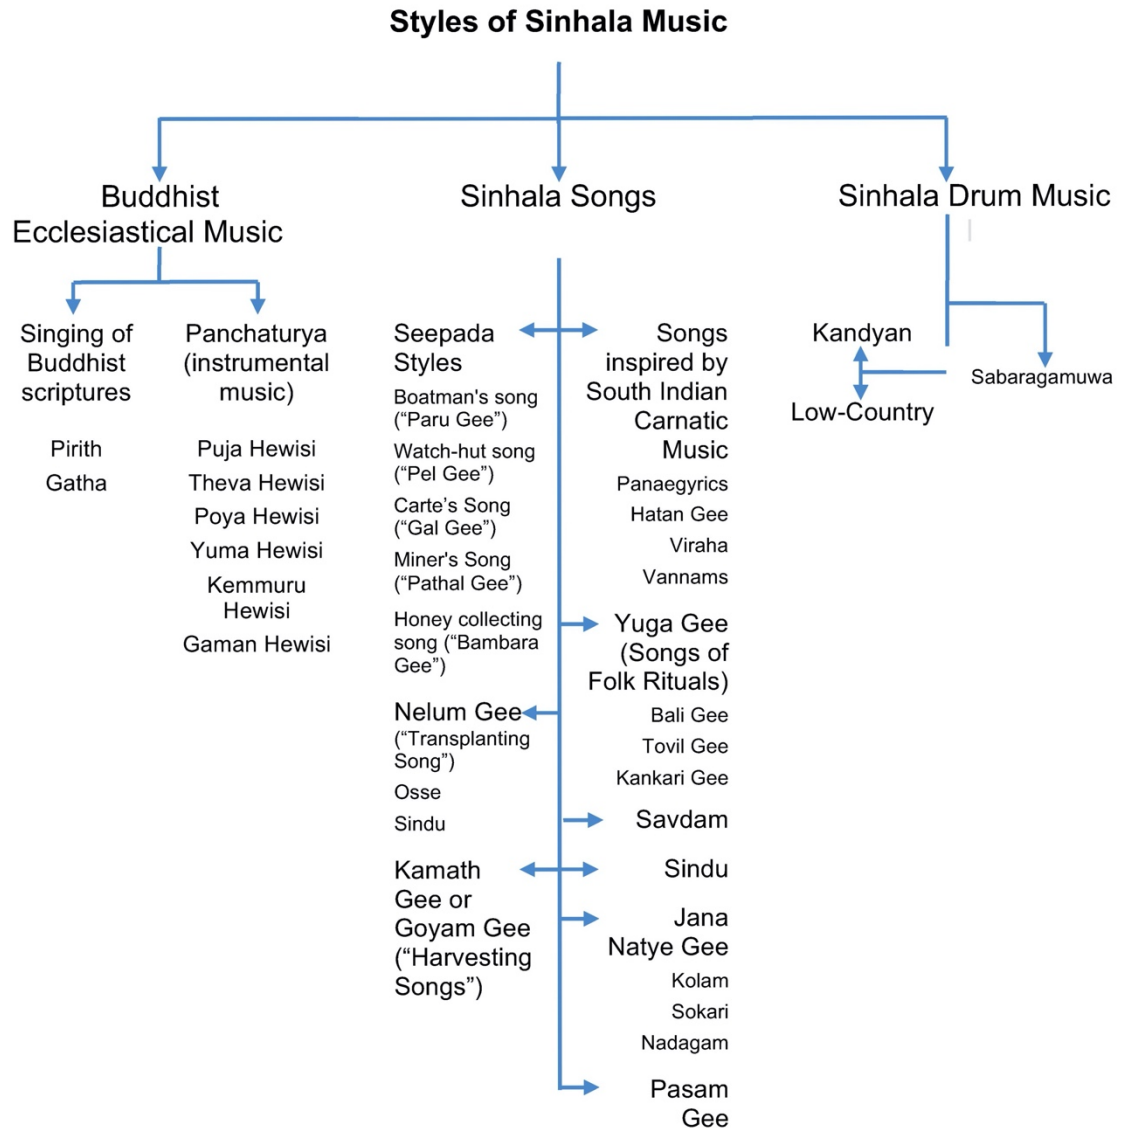 Styles of Sinhala Music
Buddhist
Ecclesiastical Music
Singing of
Buddhist
scriptures
Pirith
Gatha
Panchaturya
(instrumental
music)
Puja Hewisi
Theva Hewisi
Poya Hewisi
Yuma Hewisi
Kemmuru
Hewisi
Gaman Hewisi
Sinhala Songs
Seepada
Styles
Boatman's song
(“Paru Gee”)
Watch-hut song
(“Pel Gee”)
Carte’s Song
(“Gal Gee”)
Miner's Song
(“Pathal Gee”)
Honey collecting
song (“Bambara
Gee”)
Nelum Gee
(“Transplanting
Song”)
Osse
Sindu
Kamath
Gee or
Goyam Gee
(“Harvesting
Songs”)
Songs
inspired by
South Indian
Carnatic
Music
Panaegyrics
Hatan Gee
Viraha
Vannams
Yuga Gee
(Songs of
Folk Rituals)
Bali Gee
Tovil Gee
Kankari Gee
Savdam
Sindu
Jana
Natye Gee
Kolam
Sokari
Nadagam
Pasam
Gee
Sinhala Drum Music
Kandyan
Low-Country
Sabaragamuwa